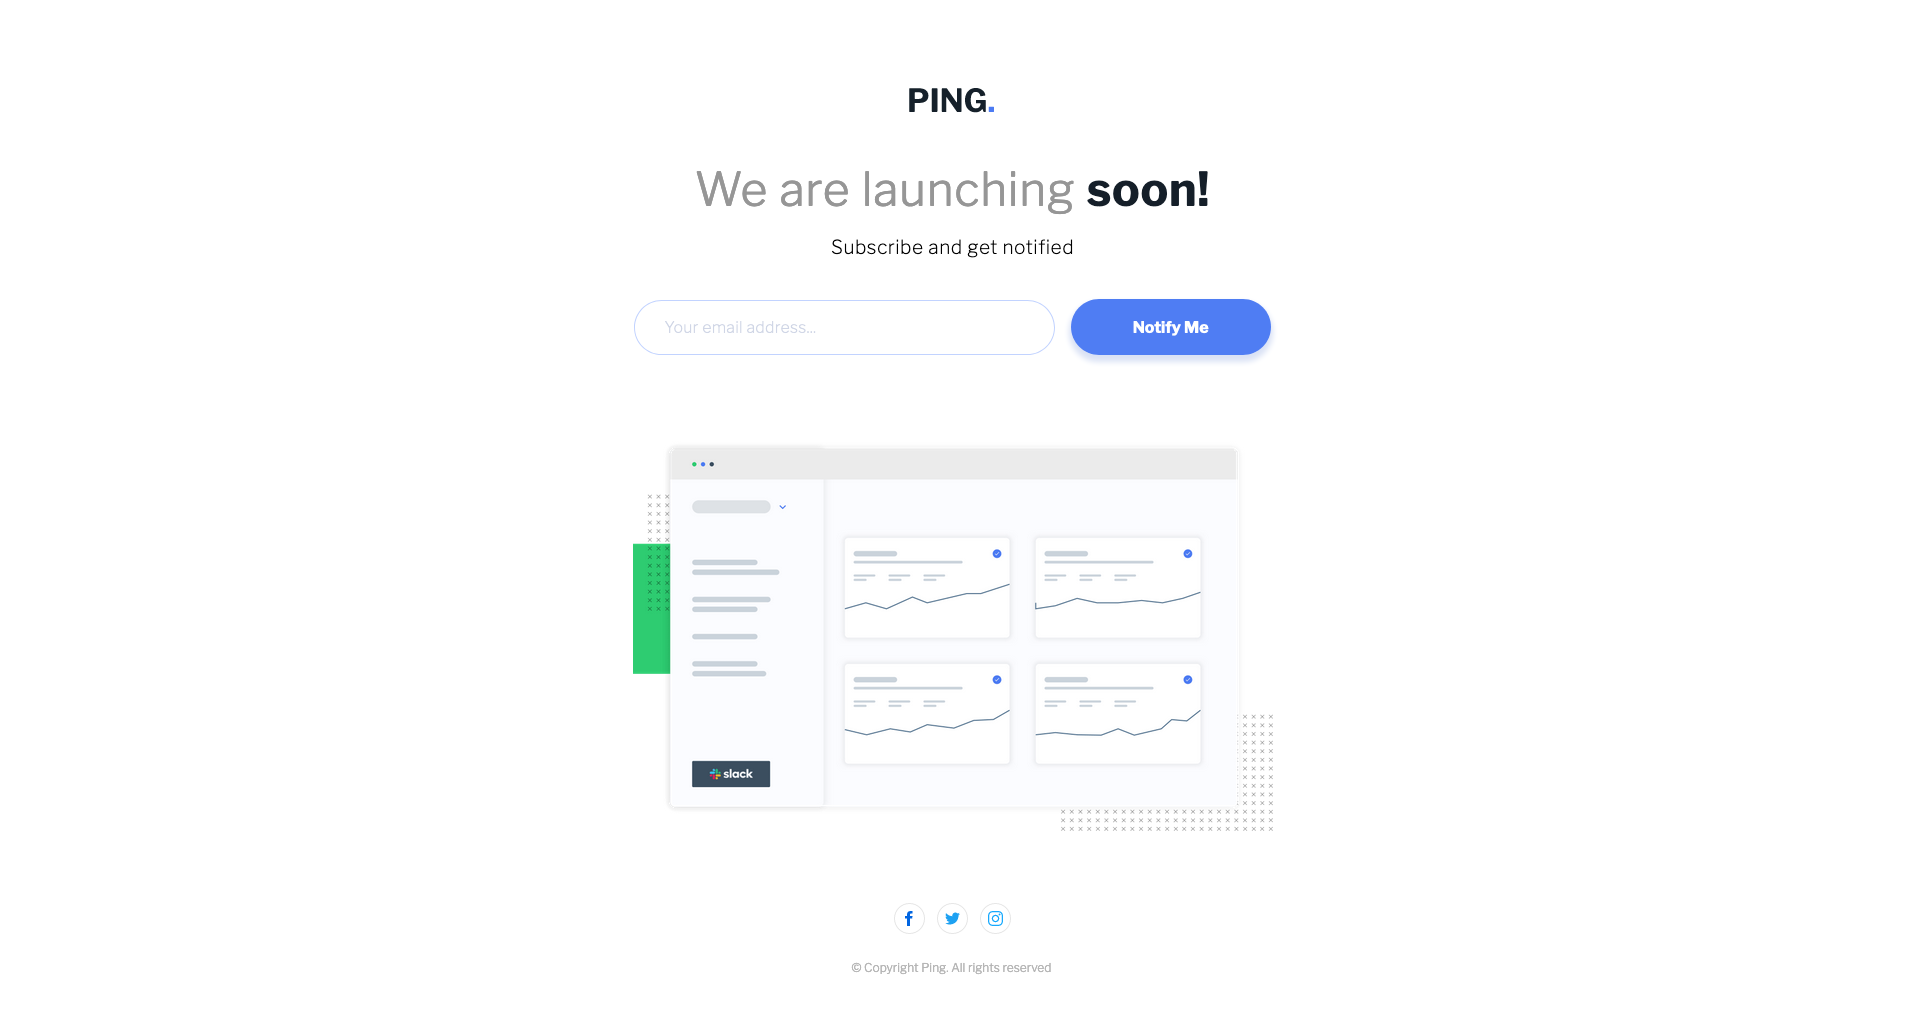 PING.
We are launching soon!
Subscribe and get notified
Your email address...
Notify Me
slack
© Copyright Ping. All rights reserved